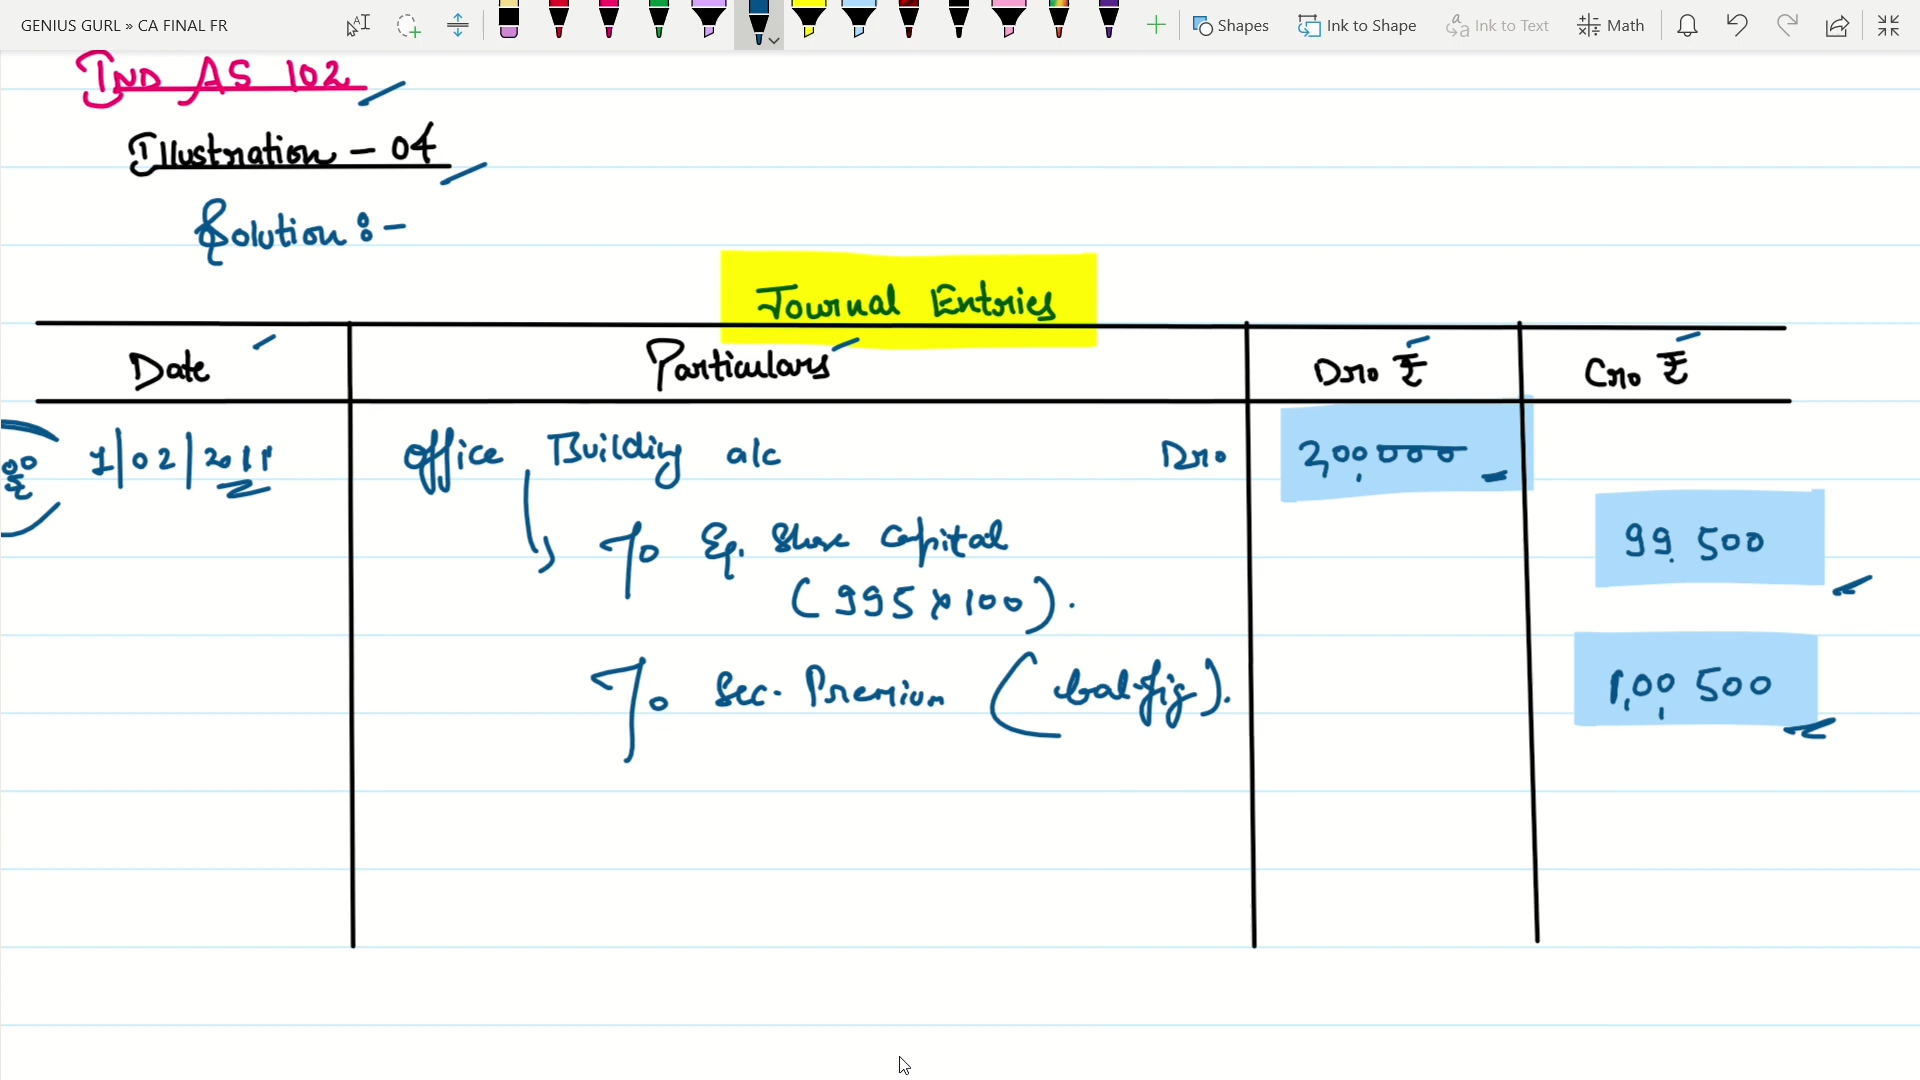 GENIUS GURL » CA FINAL FR
Shapes
Ink to Shape
Ink to Text
Math
IND AS 102
Illustration - 04
Solution :-
Journal Entries
Date Particulars Dr. ₹ Cr. ₹
1/02/2011 Office Building a/c Dr. 2,00,000
To Eq. Share Capital 99,500
(995 x 100).
To Sec. Premium (bal. fig). 1,00,500